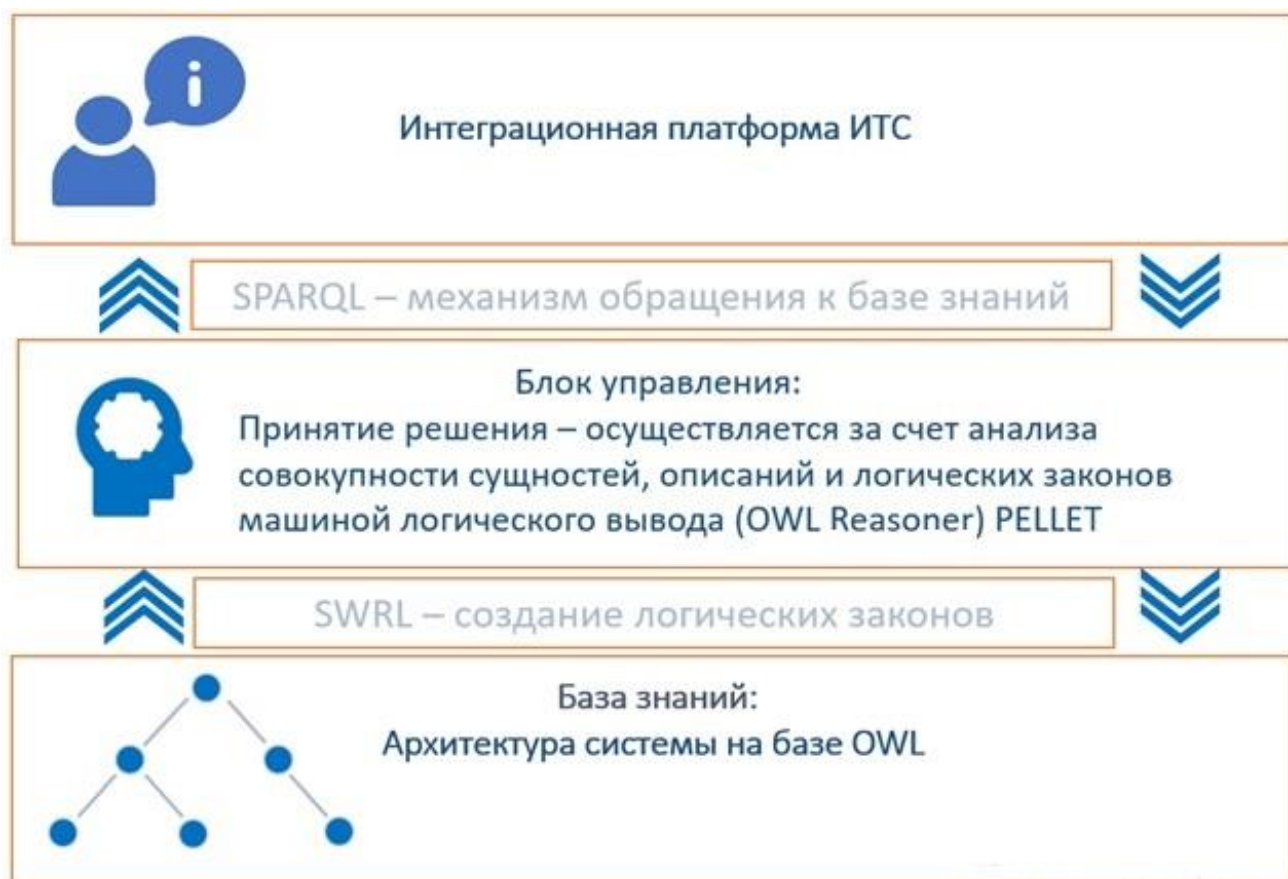 i
Интеграционная платформа ИТС
SPARQL – механизм обращения к базе знаний
Блок управления:
Принятие решения – осуществляется за счет анализа
совокупности сущностей, описаний и логических законов
машиной логического вывода (OWL Reasoner) PELLET
SWRL – создание логических законов
База знаний:
Архитектура системы на базе OWL